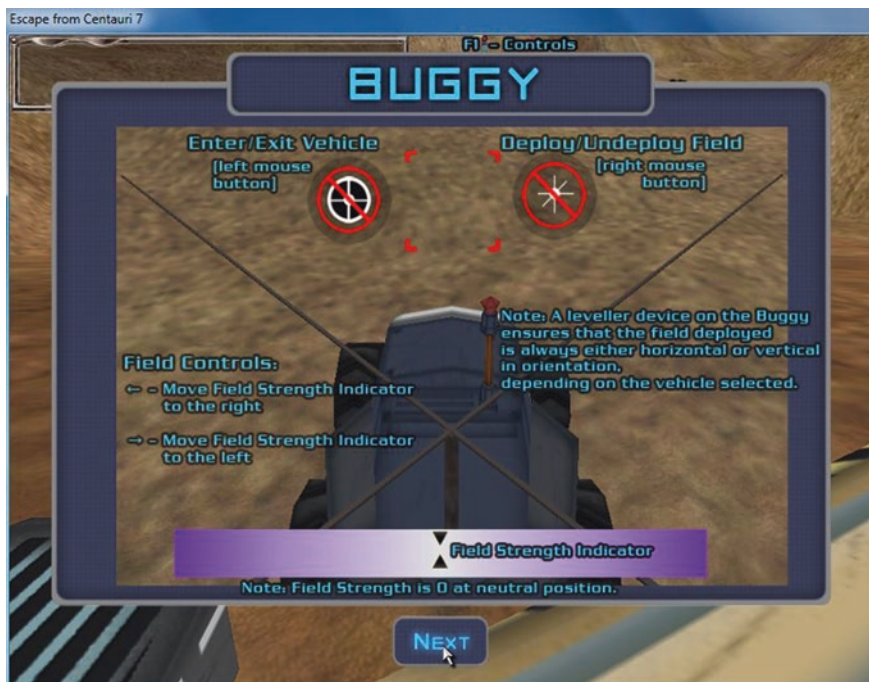 Escape from Centauri 7
F1 - Controls
BUGGY
Enter/Exit Vehicle
[left mouse
button]
Deploy/Undeploy Field
[right mouse
button]
Note: A leveller device on the Buggy
ensures that the field deployed
is always either horizontal or vertical
in orientation,
depending on the vehicle selected.
Field Controls:
← - Move Field Strength Indicator
to the right
→ - Move Field Strength Indicator
to the left
Field Strength Indicator
Note: Field Strength is 0 at neutral position.
NEXT